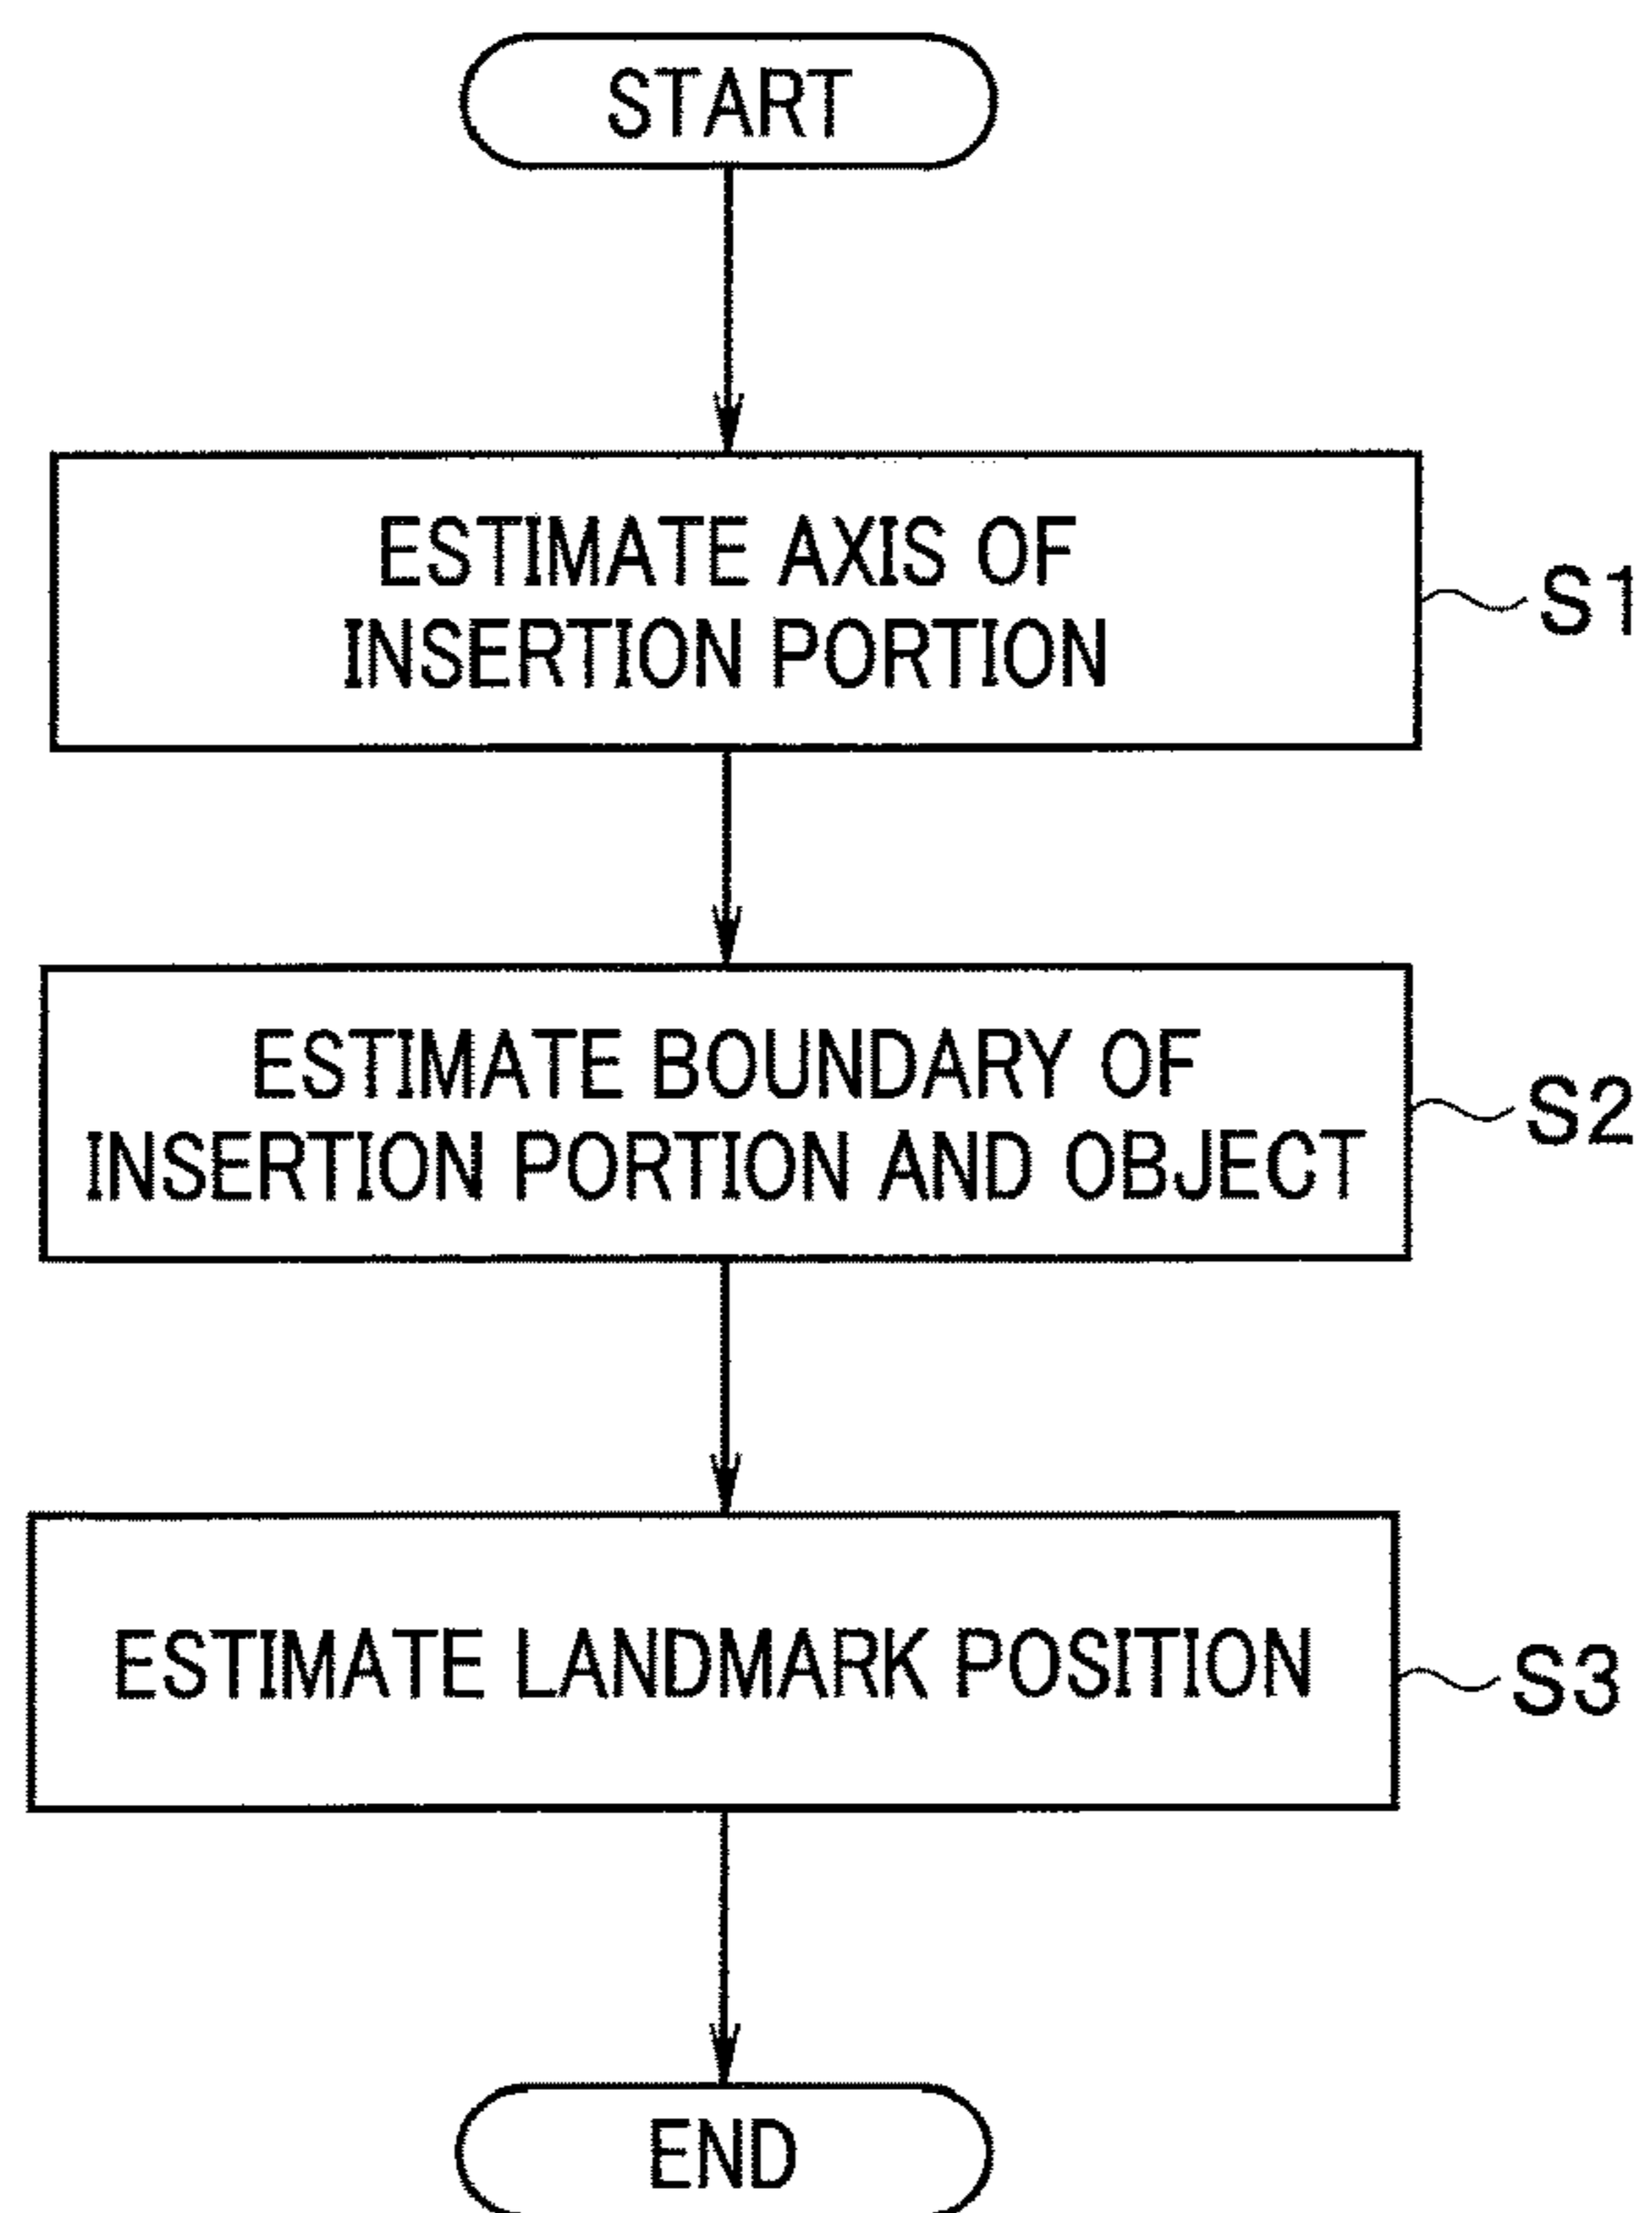 START
ESTIMATE AXIS OF
INSERTION PORTION
S1
ESTIMATE BOUNDARY OF
INSERTION PORTION AND OBJECT
S2
ESTIMATE LANDMARK POSITION
S3
END